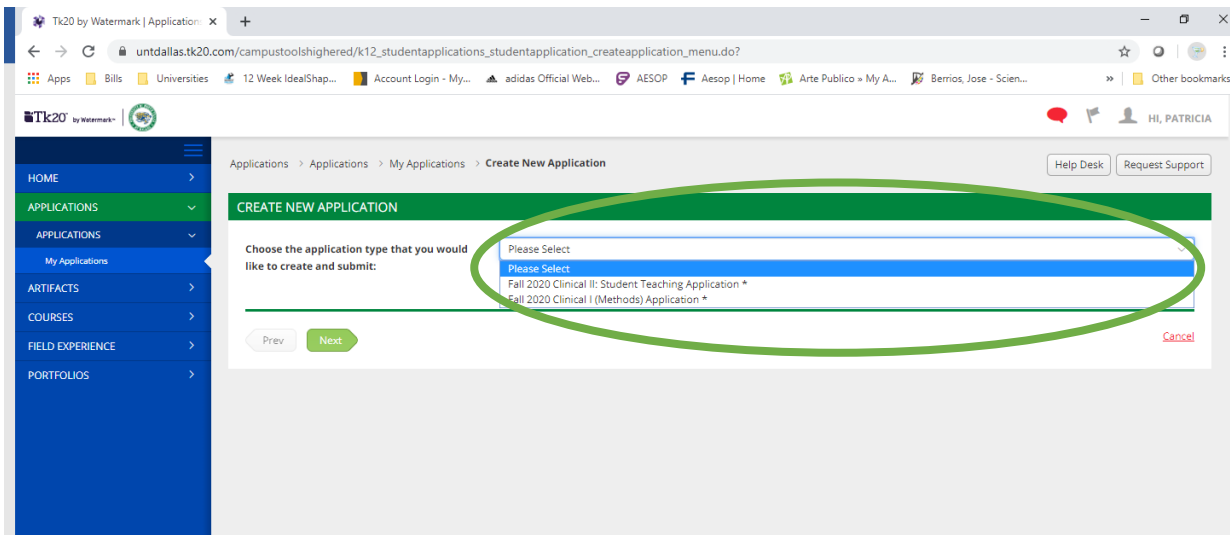 Tk20 by Watermark | Application:
untdallas.tk20.com/campustoolshighered/k12_studentapplications_studentapplication_createapplication_menu.do?
Apps Bills Universities 12 Week IdealShap... Account Login - My... adidas Official Web... AESOP Aesop | Home Arte Publico » My A... Berrios, Jose - Scien... » Other bookmarks
Tk20 by Watermark HI, PATRICIA
Applications > Applications > My Applications > Create New Application Help Desk Request Support
HOME
APPLICATIONS
APPLICATIONS
My Applications
ARTIFACTS
COURSES
FIELD EXPERIENCE
PORTFOLIOS
CREATE NEW APPLICATION
Choose the application type that you would
like to create and submit:
Please Select
Please Select
Fall 2020 Clinical II: Student Teaching Application *
Fall 2020 Clinical I (Methods) Application *
Prev Next Cancel